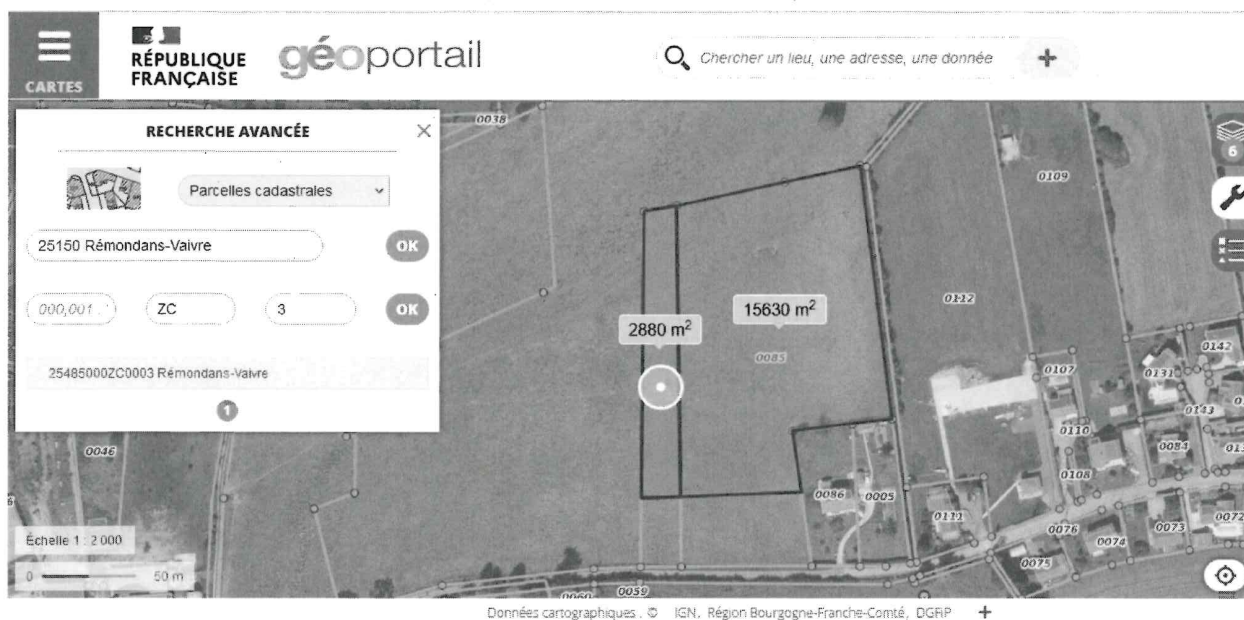 CARTES
RÉPUBLIQUE
FRANÇAISE
géoportail
Chercher un lieu, une adresse, une donnée
RECHERCHE AVANCÉE
Parcelles cadastrales
25150 Rémondans-Vaivre
OK
000,001
ZC
3
OK
25485000ZC0003 Rémondans-Vaivre
1
6
0038
0109
0112
2880 m²
15630 m²
0085
0142
0131
0107
0143
0110
0084
0108
0046
0086
0005
0111
0076
0073
0072
0074
0075
0059
0060
Échelle 1 : 2 000
0
50 m
Données cartographiques : © IGN, Région Bourgogne-Franche-Comté, DGFiP